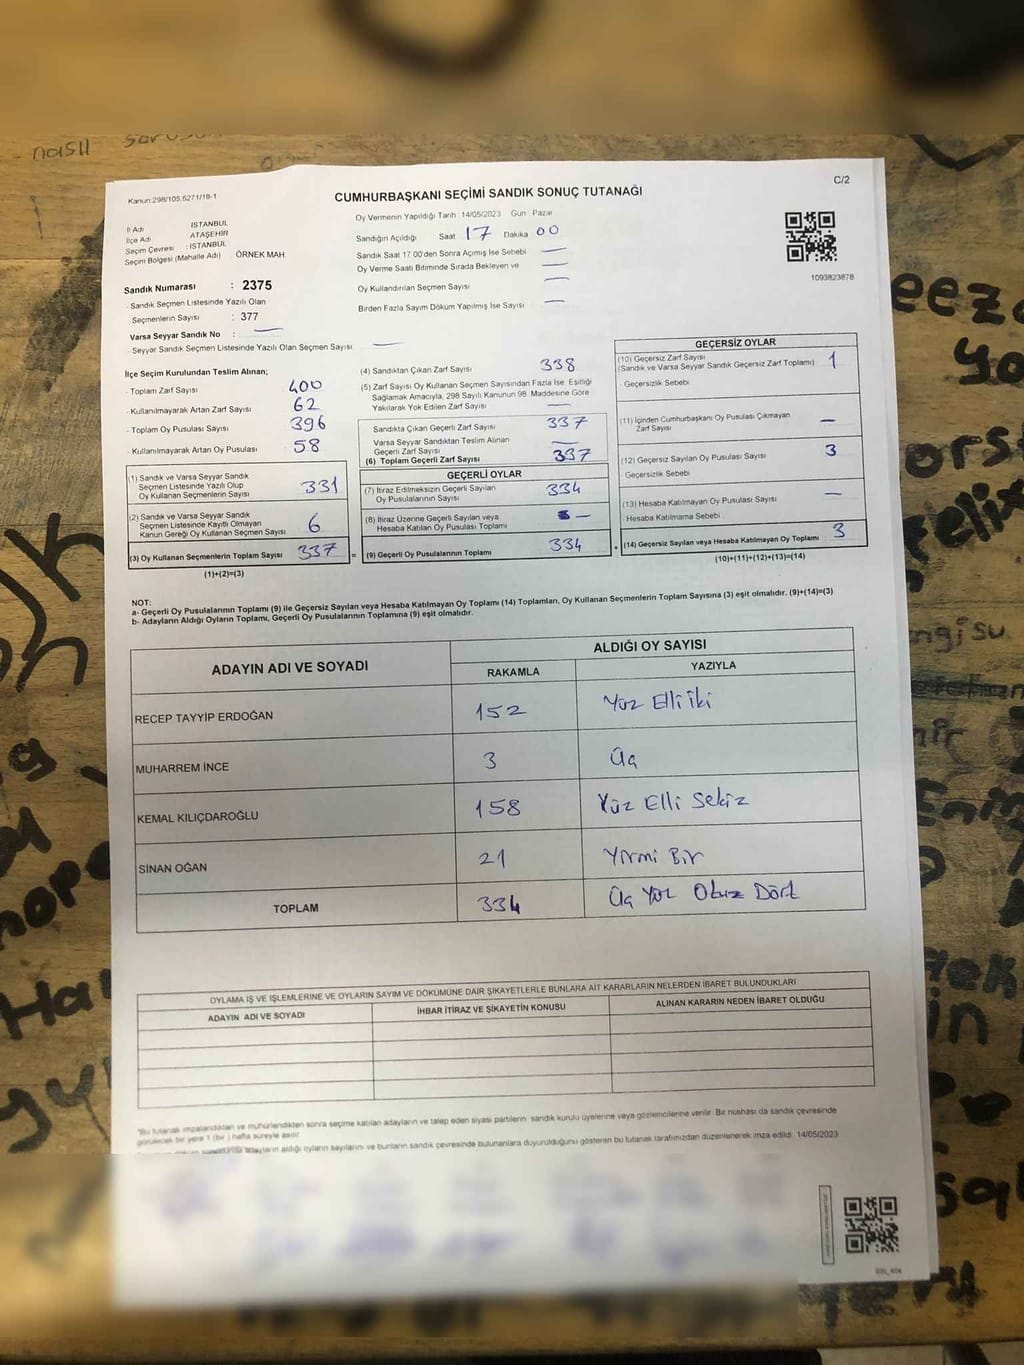 nasıl
C/2
Kanun:298/105,6271/18-1
CUMHURBAŞKANI SEÇİMİ SANDIK SONUÇ TUTANAĞI
İl Adı İSTANBUL
İlçe Adı ATAŞEHİR
Seçim Çevresi : İSTANBUL
Seçim Bölgesi (Mahalle Adı) ÖRNEK MAH
Sandık Numarası : 2375
- Sandık Seçmen Listesinde Yazılı Olan
Seçmenlerin Sayısı : 377
Varsa Seyyar Sandık No : —
- Seyyar Sandık Seçmen Listesinde Yazılı Olan Seçmen Sayısı: —
Oy Vermenin Yapıldığı Tarih 14/05/2023 Gün : Pazar
Sandığın Açıldığı Saat 17 Dakika 00
Sandık Saat 17:00'den Sonra Açılmış İse Sebebi —
Oy Verme Saati Bitiminde Sırada Bekleyen ve —
Oy Kullandırılan Seçmen Sayısı —
Birden Fazla Sayım Döküm Yapılmış İse Sayısı —
1093823878
İlçe Seçim Kurulundan Teslim Alınan;
- Toplam Zarf Sayısı 400
- Kullanılmayarak Artan Zarf Sayısı 62
- Toplam Oy Pusulası Sayısı 396
- Kullanılmayarak Artan Oy Pusulası 58
(1) Sandık ve Varsa Seyyar Sandık
Seçmen Listesinde Yazılı Olup
Oy Kullanan Seçmenlerin Sayısı 331
(2) Sandık ve Varsa Seyyar Sandık
Seçmen Listesinde Kayıtlı Olmayan
Kanun Gereği Oy Kullanan Seçmen Sayısı 6
(3) Oy Kullanan Seçmenlerin Toplam Sayısı 337 =
(1)+(2)=(3)
(4) Sandıktan Çıkan Zarf Sayısı 338
(5) Zarf Sayısı Oy Kullanan Seçmen Sayısından Fazla İse, Eşitliği
Sağlamak Amacıyla, 298 Sayılı Kanunun 98. Maddesine Göre
Yakılarak Yok Edilen Zarf Sayısı —
Sandıkta Çıkan Geçerli Zarf Sayısı 337
Varsa Seyyar Sandıktan Teslim Alınan
Geçerli Zarf Sayısı —
(6) Toplam Geçerli Zarf Sayısı 337
GEÇERLİ OYLAR
(7) İtiraz Edilmeksizin Geçerli Sayılan
Oy Pusulalarının Sayısı 334
(8) İtiraz Üzerine Geçerli Sayılan veya
Hesaba Katılan Oy Pusulası Toplamı —
(9) Geçerli Oy Pusulalarının Toplamı 334 +
GEÇERSİZ OYLAR
(10) Geçersiz Zarf Sayısı
(Sandık ve Varsa Seyyar Sandık Geçersiz Zarf Toplamı) 1
- Geçersizlik Sebebi
(11) İçinden Cumhurbaşkanı Oy Pusulası Çıkmayan
Zarf Sayısı —
(12) Geçersiz Sayılan Oy Pusulası Sayısı 3
- Geçersizlik Sebebi
(13) Hesaba Katılmayan Oy Pusulası Sayısı —
Hesaba Katılmama Sebebi
(14) Geçersiz Sayılan veya Hesaba Katılmayan Oy Toplamı 3
(10)+(11)+(12)+(13)=(14)
NOT:
a- Geçerli Oy Pusulalarının Toplamı (9) ile Geçersiz Sayılan veya Hesaba Katılmayan Oy Toplamı (14) Toplamları, Oy Kullanan Seçmenlerin Toplam Sayısına (3) eşit olmalıdır. (9)+(14)=(3)
b- Adayların Aldığı Oyların Toplamı, Geçerli Oy Pusulalarının Toplamına (9) eşit olmalıdır.
ADAYIN ADI VE SOYADI
ALDIĞI OY SAYISI
RAKAMLA YAZIYLA
RECEP TAYYİP ERDOĞAN 152 Yüz Elli iki
MUHARREM İNCE 3 Üç
KEMAL KILIÇDAROĞLU 158 Yüz Elli Sekiz
SİNAN OĞAN 21 Yirmi Bir
TOPLAM 334 Üç Yüz Otuz Dört
OYLAMA İŞ VE İŞLEMLERİNE VE OYLARIN SAYIM VE DÖKÜMÜNE DAİR ŞİKAYETLERLE BUNLARA AİT KARARLARIN NELERDEN İBARET BULUNDUKLARI
ADAYIN ADI VE SOYADI İHBAR İTİRAZ VE ŞİKAYETİN KONUSU ALINAN KARARIN NEDEN İBARET OLDUĞU
*Bu tutanak imzalandıktan ve mühürlendikten sonra seçime katılan adayların ve talep eden siyasi partilerin sandık kurulu üyelerine veya gözlemcilerine verilir. Bir nüshası da sandık çevresinde
görülecek bir yere 1 (bir ) hafta süreyle asılır.
adayların aldığı oyların sayılarını ve bunların sandık çevresinde bulunanlara duyurulduğunu gösteren bu tutanak tarafımızdan düzenlenerek imza edildi. 14/05/2023